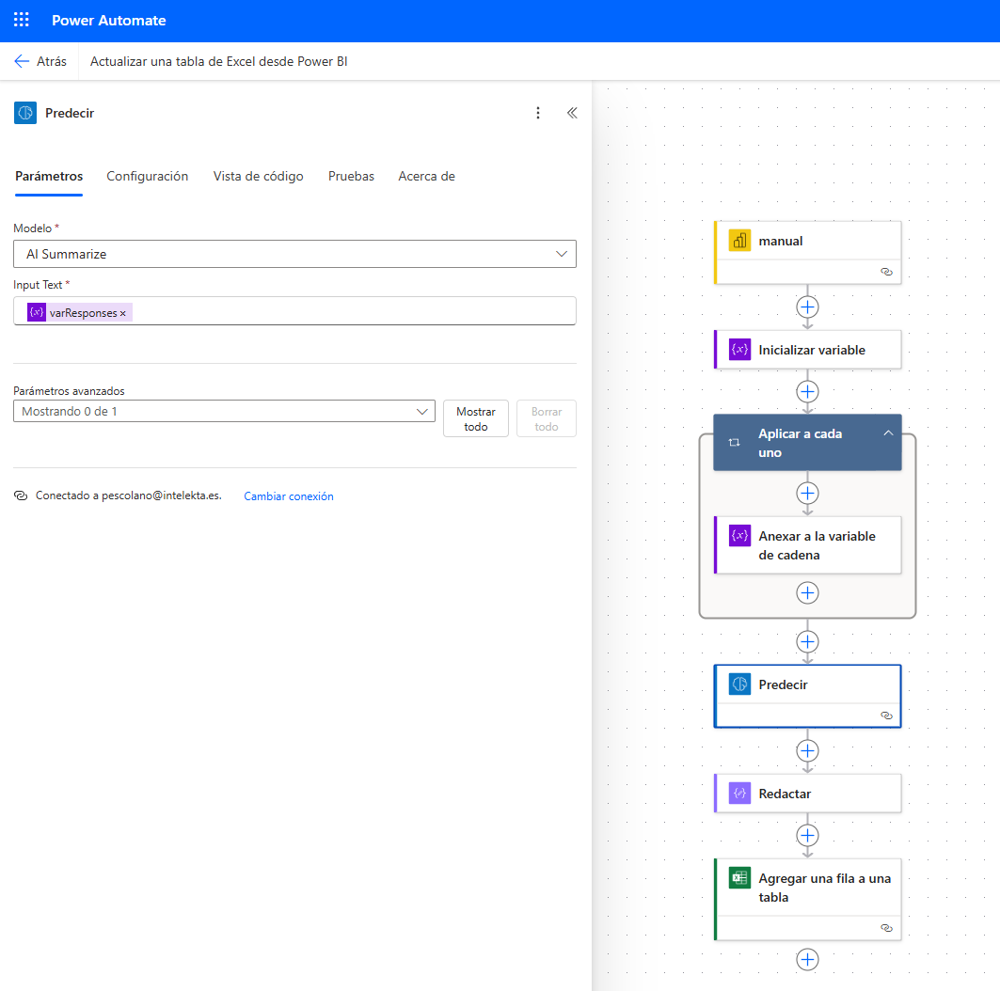 Power Automate
Atrás
Actualizar una tabla de Excel desde Power BI
Predecir
Parámetros
Configuración
Vista de código
Pruebas
Acerca de
Modelo *
AI Summarize
Input Text *
{x} varResponses ×
Parámetros avanzados
Mostrando 0 de 1
Mostrar
todo
Borrar
todo
Conectado a pescolano@intelekta.es.
Cambiar conexión
manual
{x} Inicializar variable
Aplicar a cada
uno
{x} Anexar a la variable
de cadena
Predecir
Redactar
Agregar una fila a una
tabla